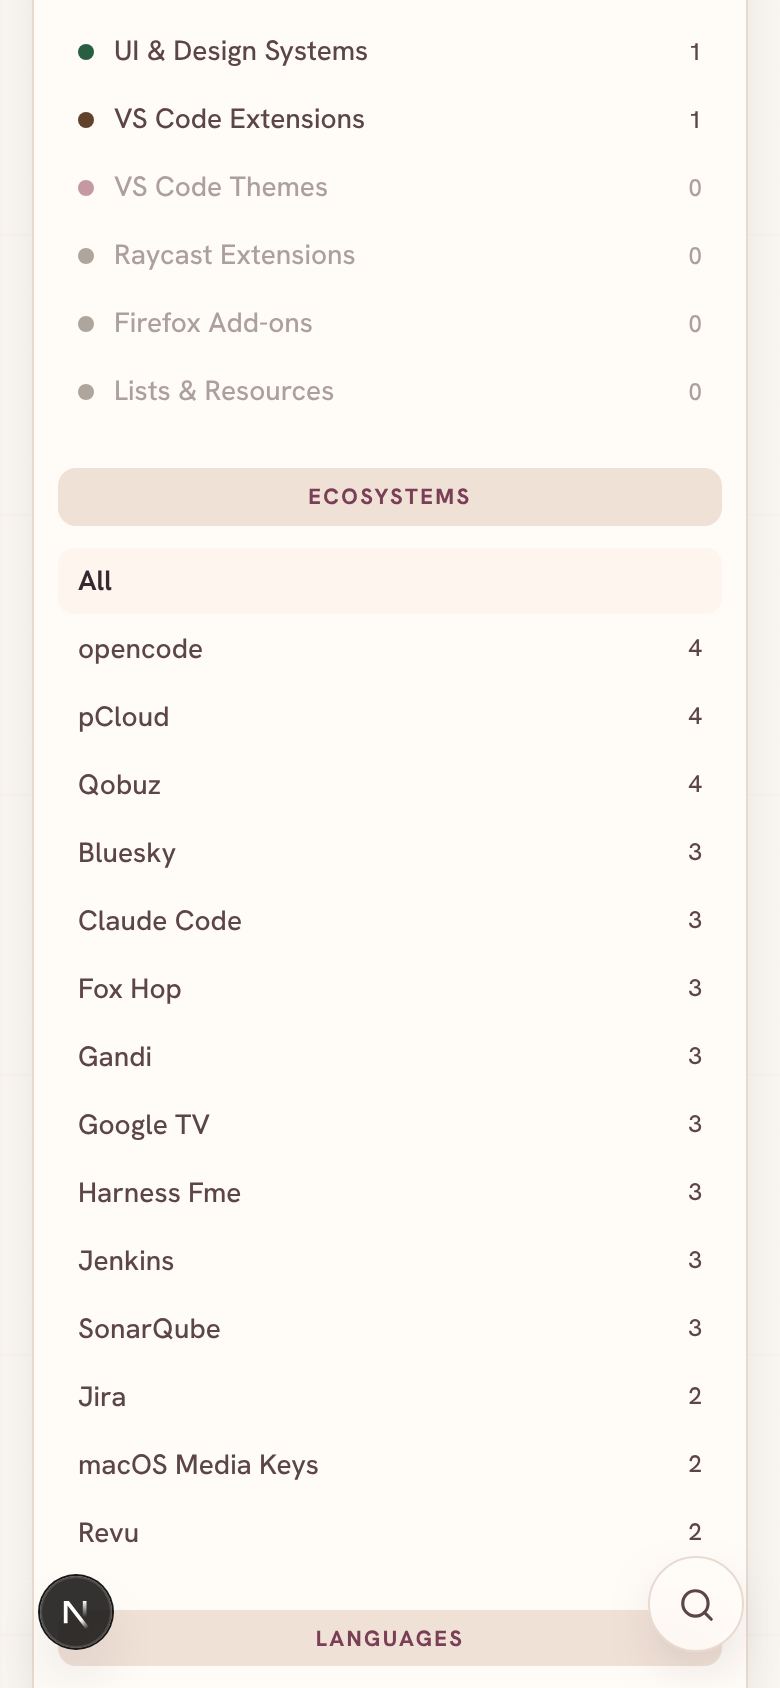 UI & Design Systems 1
VS Code Extensions 1
VS Code Themes 0
Raycast Extensions 0
Firefox Add-ons 0
Lists & Resources 0
ECOSYSTEMS
All
opencode 4
pCloud 4
Qobuz 4
Bluesky 3
Claude Code 3
Fox Hop 3
Gandi 3
Google TV 3
Harness Fme 3
Jenkins 3
SonarQube 3
Jira 2
macOS Media Keys 2
Revu 2
N
LANGUAGES